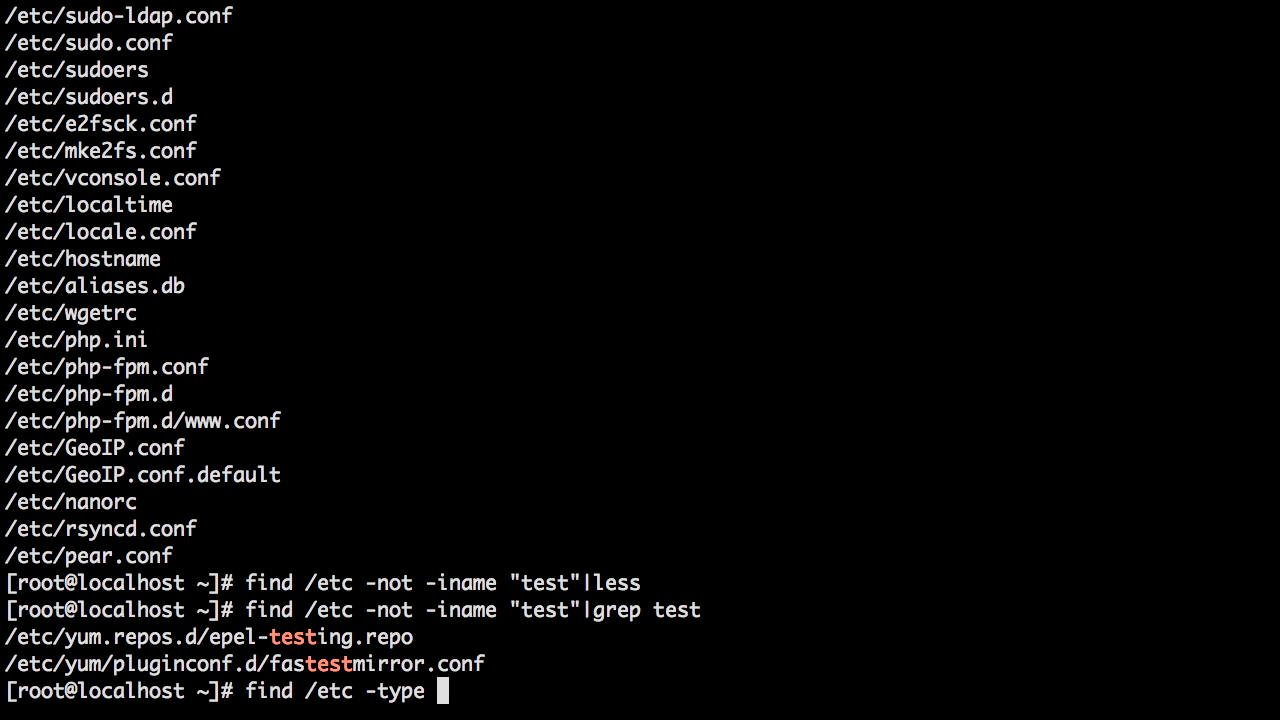 /etc/sudo-ldap.conf
/etc/sudo.conf
/etc/sudoers
/etc/sudoers.d
/etc/e2fsck.conf
/etc/mke2fs.conf
/etc/vconsole.conf
/etc/localtime
/etc/locale.conf
/etc/hostname
/etc/aliases.db
/etc/wgetrc
/etc/php.ini
/etc/php-fpm.conf
/etc/php-fpm.d
/etc/php-fpm.d/www.conf
/etc/GeoIP.conf
/etc/GeoIP.conf.default
/etc/nanorc
/etc/rsyncd.conf
/etc/pear.conf
[root@localhost ~]# find /etc -not -iname "test"|less
[root@localhost ~]# find /etc -not -iname "test"|grep test
/etc/yum.repos.d/epel-testing.repo
/etc/yum/pluginconf.d/fastestmirror.conf
[root@localhost ~]# find /etc -type